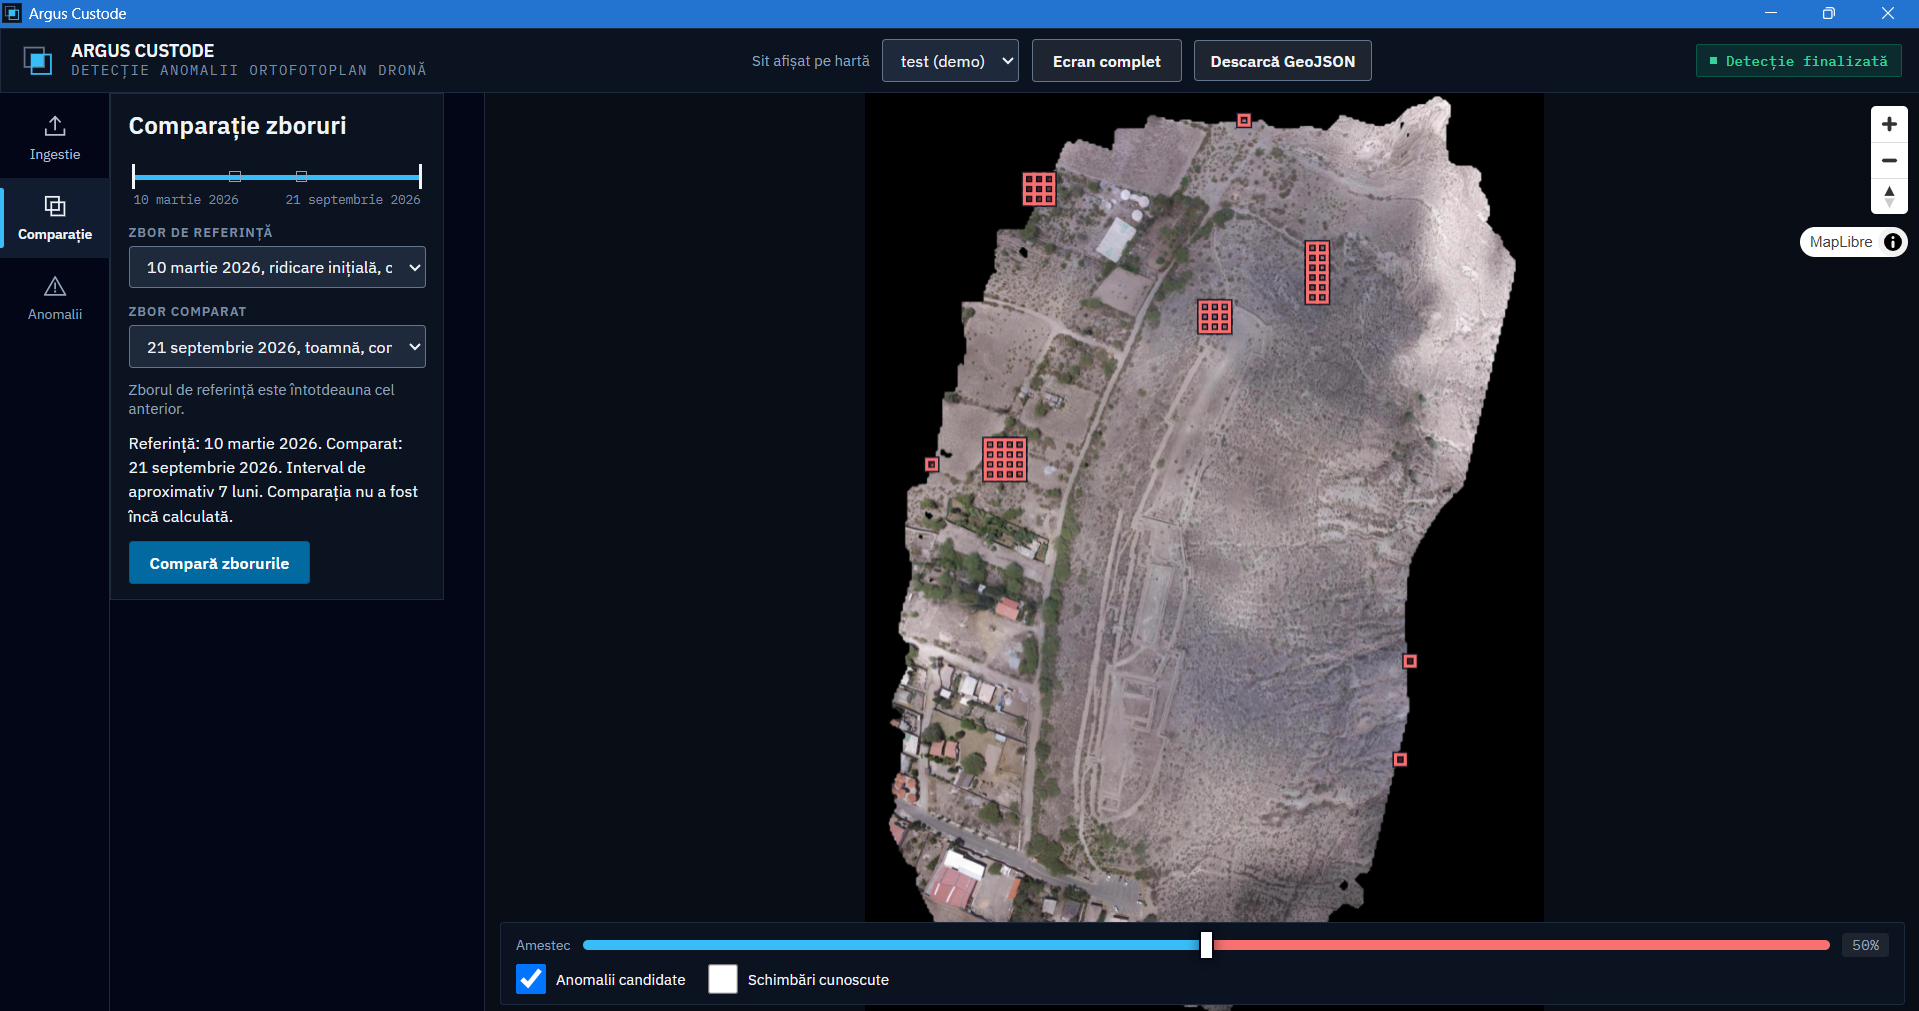 Argus Custode
ARGUS CUSTODE
DETECȚIE ANOMALII ORTOFOTOPLAN DRONĂ
Sit afișat pe hartă
test (demo)
Ecran complet
Descarcă GeoJSON
Detecție finalizată
Ingestie
Comparație
Anomalii
Comparație zboruri
10 martie 2026
21 septembrie 2026
ZBOR DE REFERINȚĂ
10 martie 2026, ridicare inițială, c
ZBOR COMPARAT
21 septembrie 2026, toamnă, cor
Zborul de referință este întotdeauna cel
anterior.
Referință: 10 martie 2026. Comparat:
21 septembrie 2026. Interval de
aproximativ 7 luni. Comparația nu a fost
încă calculată.
Compară zborurile
MapLibre
Amestec
50%
Anomalii candidate
Schimbări cunoscute